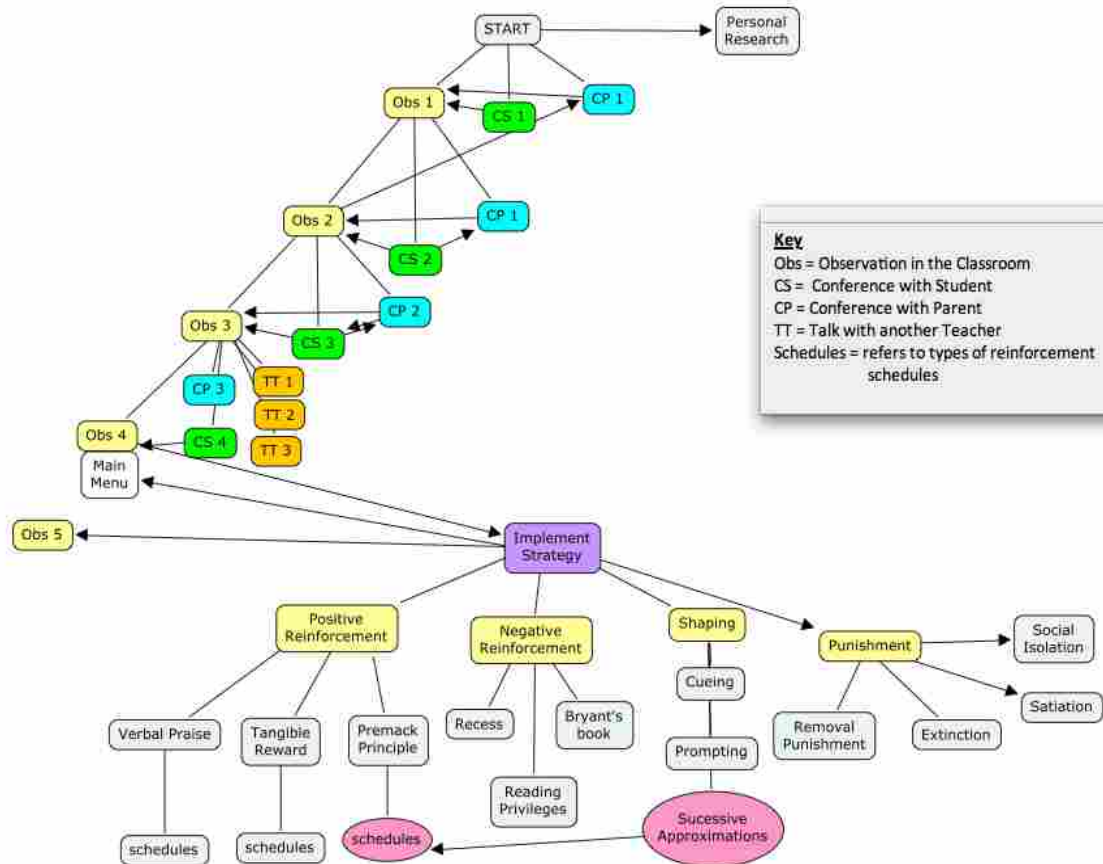 START
Personal
Research
Obs 1
CS 1
CP 1
Obs 2
CP 1
CS 2
Key
Obs = Observation in the Classroom
CS = Conference with Student
CP = Conference with Parent
TT = Talk with another Teacher
Schedules = refers to types of reinforcement
schedules
Obs 3
CP 2
CS 3
CP 3
TT 1
TT 2
TT 3
Obs 4
CS 4
Main
Menu
Obs 5
Implement
Strategy
Positive
Reinforcement
Negative
Reinforcement
Shaping
Punishment
Social
Isolation
Cueing
Satiation
Verbal Praise
Tangible
Reward
Premack
Principle
Recess
Bryant's
book
Prompting
Removal
Punishment
Extinction
Reading
Privileges
schedules
schedules
schedules
Sucessive
Approximations